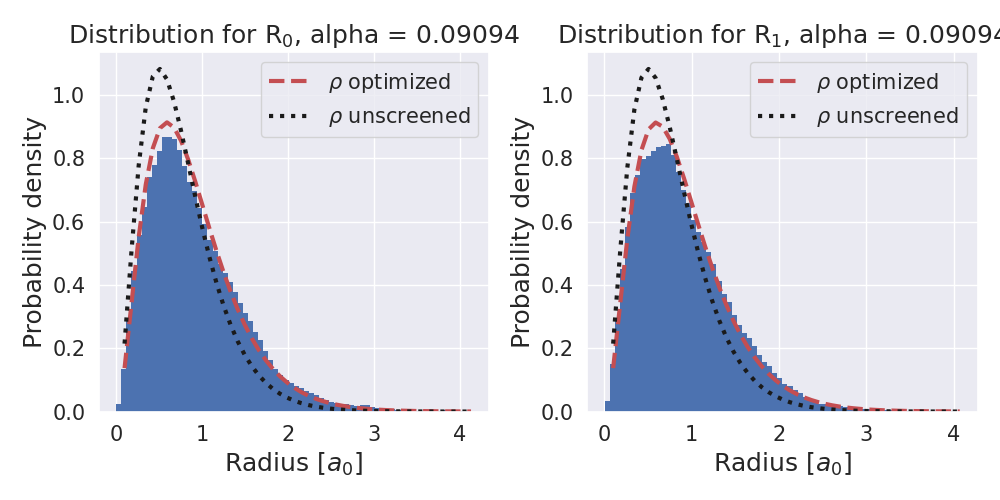 Distribution for R₀, alpha = 0.09094
ρ optimized
ρ unscreened
1.0
0.8
0.6
0.4
0.2
0.0
Probability density
0 1 2 3 4
Radius [a₀]
Distribution for R₁, alpha = 0.09094
ρ optimized
ρ unscreened
1.0
0.8
0.6
0.4
0.2
0.0
Probability density
0 1 2 3 4
Radius [a₀]